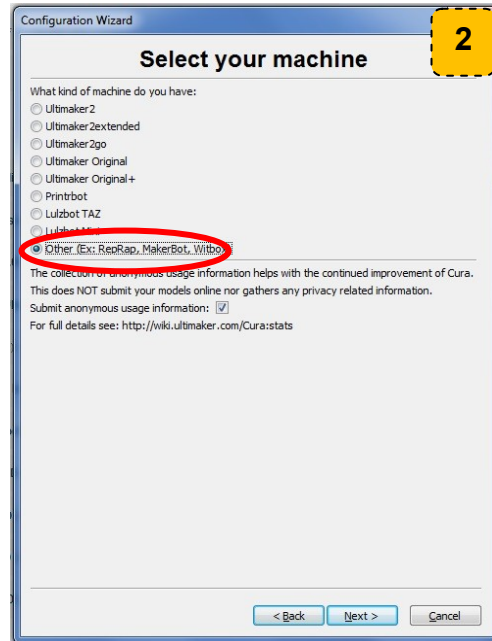 Configuration Wizard
2
Select your machine
What kind of machine do you have:
Ultimaker2
Ultimaker2extended
Ultimaker2go
Ultimaker Original
Ultimaker Original+
Printrbot
Lulzbot TAZ
Lulzbot Mini
Other (Ex: RepRap, MakerBot, Witbox)
The collection of anonymous usage information helps with the continued improvement of Cura.
This does NOT submit your models online nor gathers any privacy related information.
Submit anonymous usage information:
For full details see: http://wiki.ultimaker.com/Cura:stats
< Back Next > Cancel